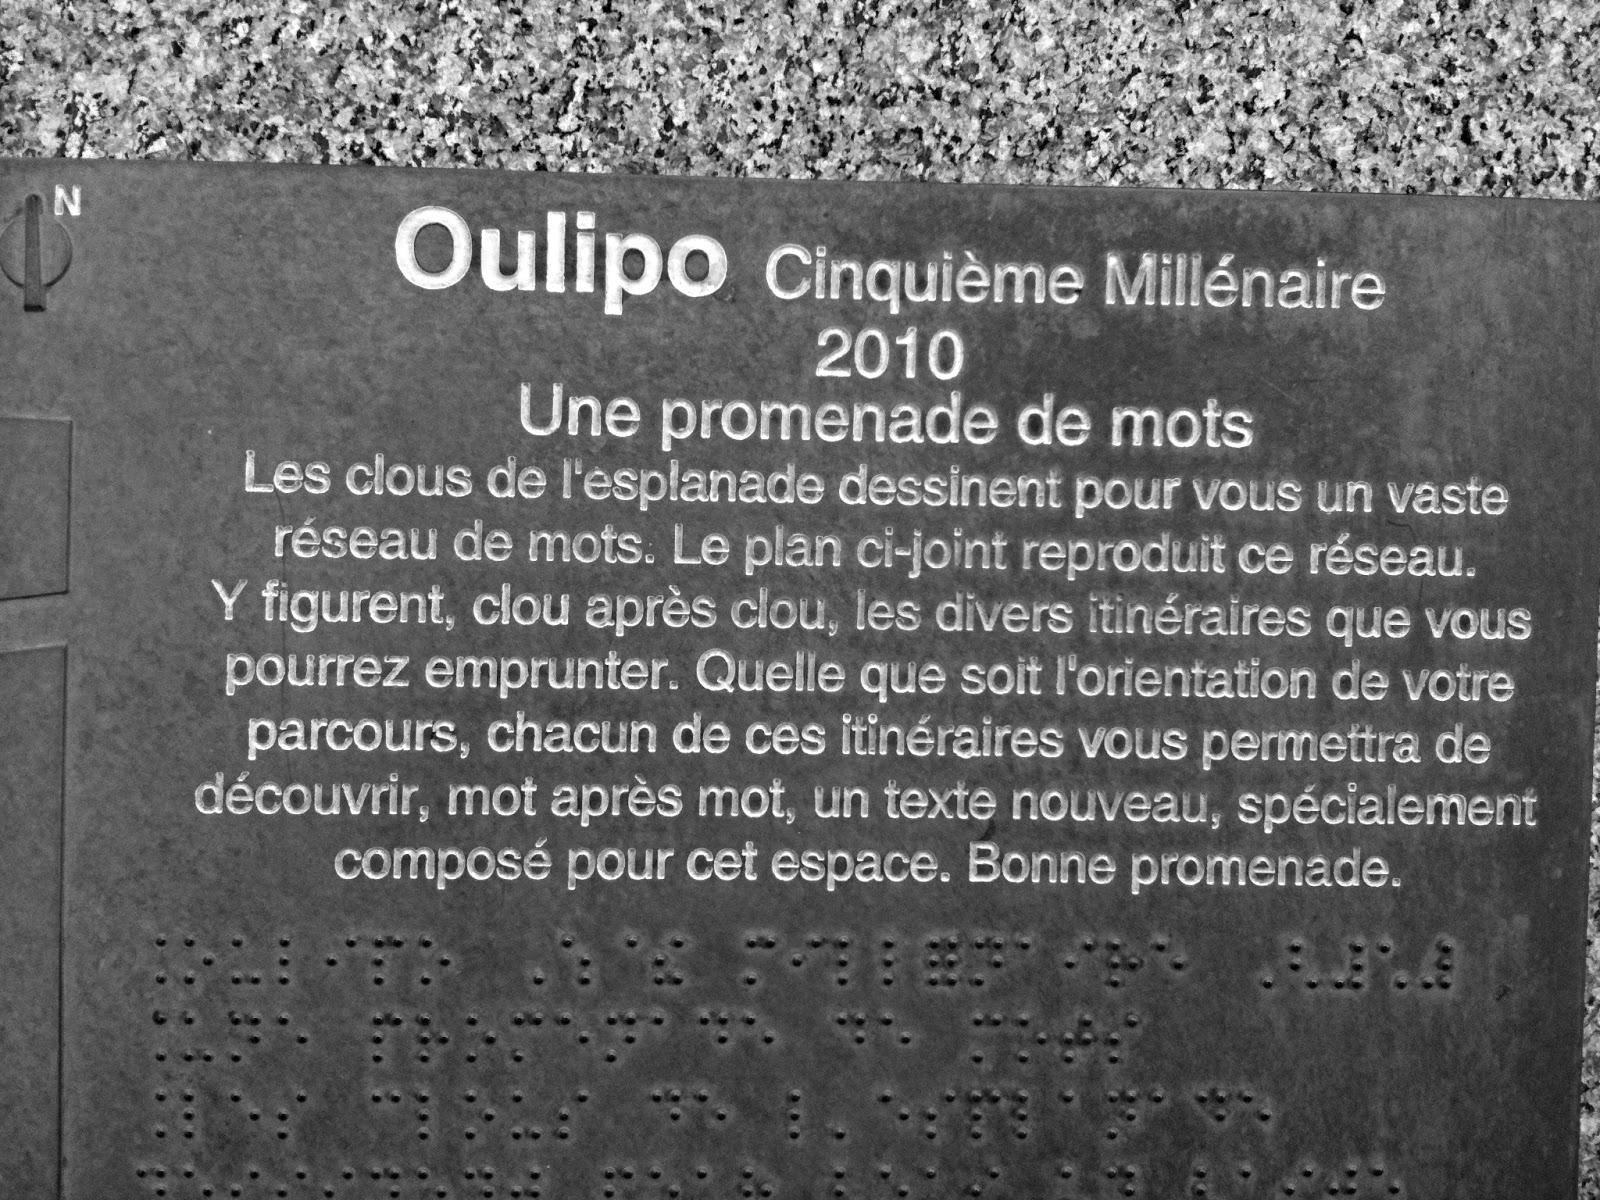 N
Oulipo Cinquième Millénaire
2010
Une promenade de mots
Les clous de l'esplanade dessinent pour vous un vaste
réseau de mots. Le plan ci-joint reproduit ce réseau.
Y figurent, clou après clou, les divers itinéraires que vous
pourrez emprunter. Quelle que soit l'orientation de votre
parcours, chacun de ces itinéraires vous permettra de
découvrir, mot après mot, un texte nouveau, spécialement
composé pour cet espace. Bonne promenade.